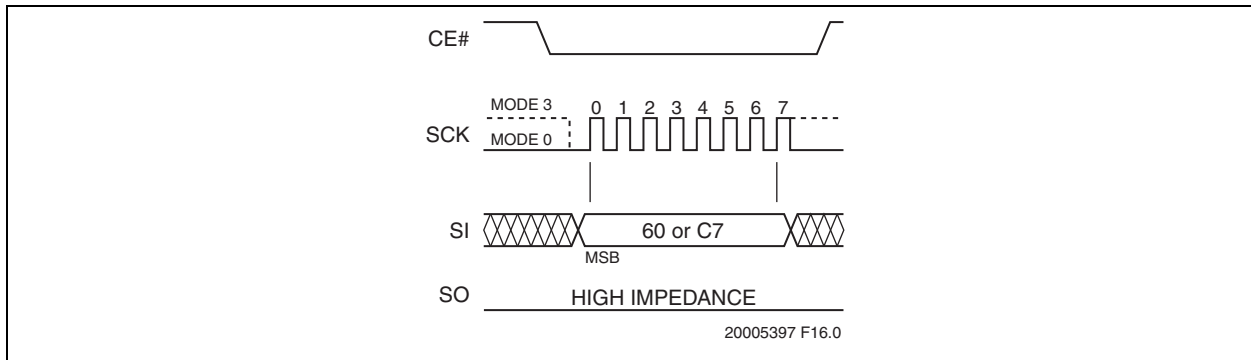 CE#
MODE 3
0 1 2 3 4 5 6 7
SCK
MODE 0
SI
60 or C7
MSB
SO
HIGH IMPEDANCE
20005397 F16.0